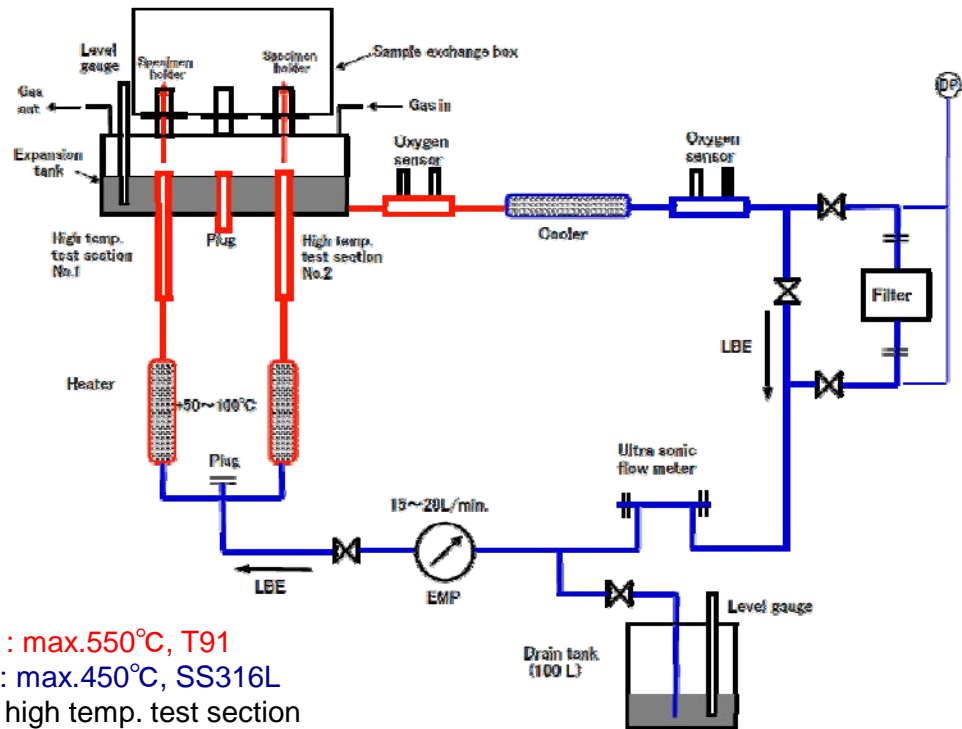 Level
gauge
Specimen
holder
Specimen
holder
Sample exchange box
Gas
out
Gas in
Expansion
tank
Oxygen
sensor
Oxygen
sensor
DP
High temp.
test section
No.1
Plug
High temp.
test section
No.2
Cooler
Filter
LBE
Heater
+50～100℃
Plug
Ultra sonic
flow meter
15～20L/min.
LBE
EMP
Level gauge
Drain tank
(100 L)
: max.550℃, T91
: max.450℃, SS316L
high temp. test section